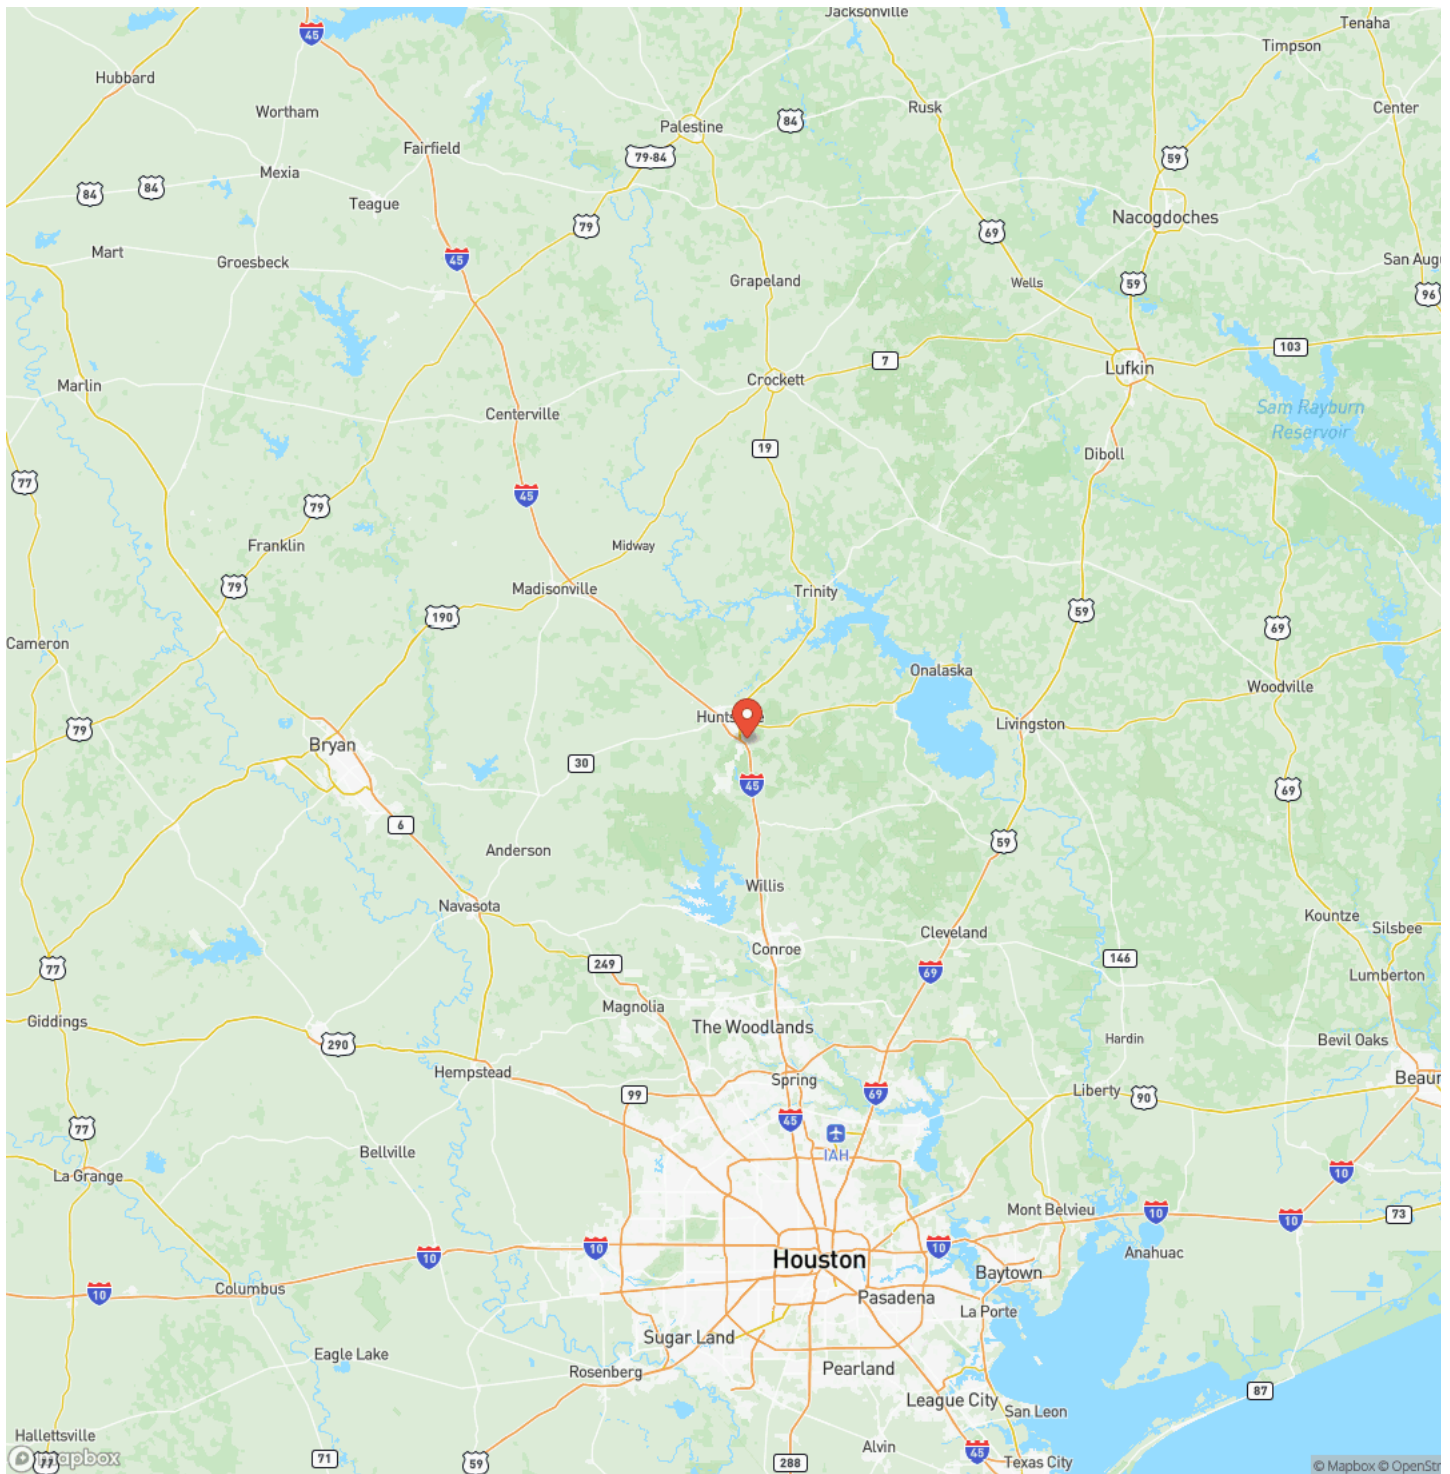 Jacksonville
Tenaha
45
Timpson
Hubbard
Wortham
Rusk
Center
Palestine
84
Fairfield
79-84
59
Mexia
84
84
Teague
Nacogdoches
79
69
Mart
Groesbeck
45
San Augu
Grapeland
Wells
59
96
103
7
Lufkin
Marlin
Crockett
Sam Rayburn
Reservoir
Centerville
19
Diboll
77
45
79
Franklin
Midway
79
Madisonville
Trinity
190
59
69
Cameron
Onalaska
Woodville
Livingston
79
Bryan
30
45
69
6
59
Anderson
Willis
Navasota
Kountze
Silsbee
Cleveland
Conroe
146
249
77
69
Lumberton
Magnolia
Giddings
The Woodlands
290
Hardin
Bevil Oaks
Hempstead
Spring
Beaum
99
69
Liberty
90
45
77
IAH
Bellville
La Grange
10
Mont Belvieu
10
10
73
10
10
10
Anahuac
Houston
Baytown
Columbus
10
Pasadena
La Porte
Sugar Land
Eagle Lake
Rosenberg
Pearland
87
League City
San Leon
Hallettsville
Alvin
45
77
mapbox
71
59
288
Texas City
© Mapbox © OpenStr